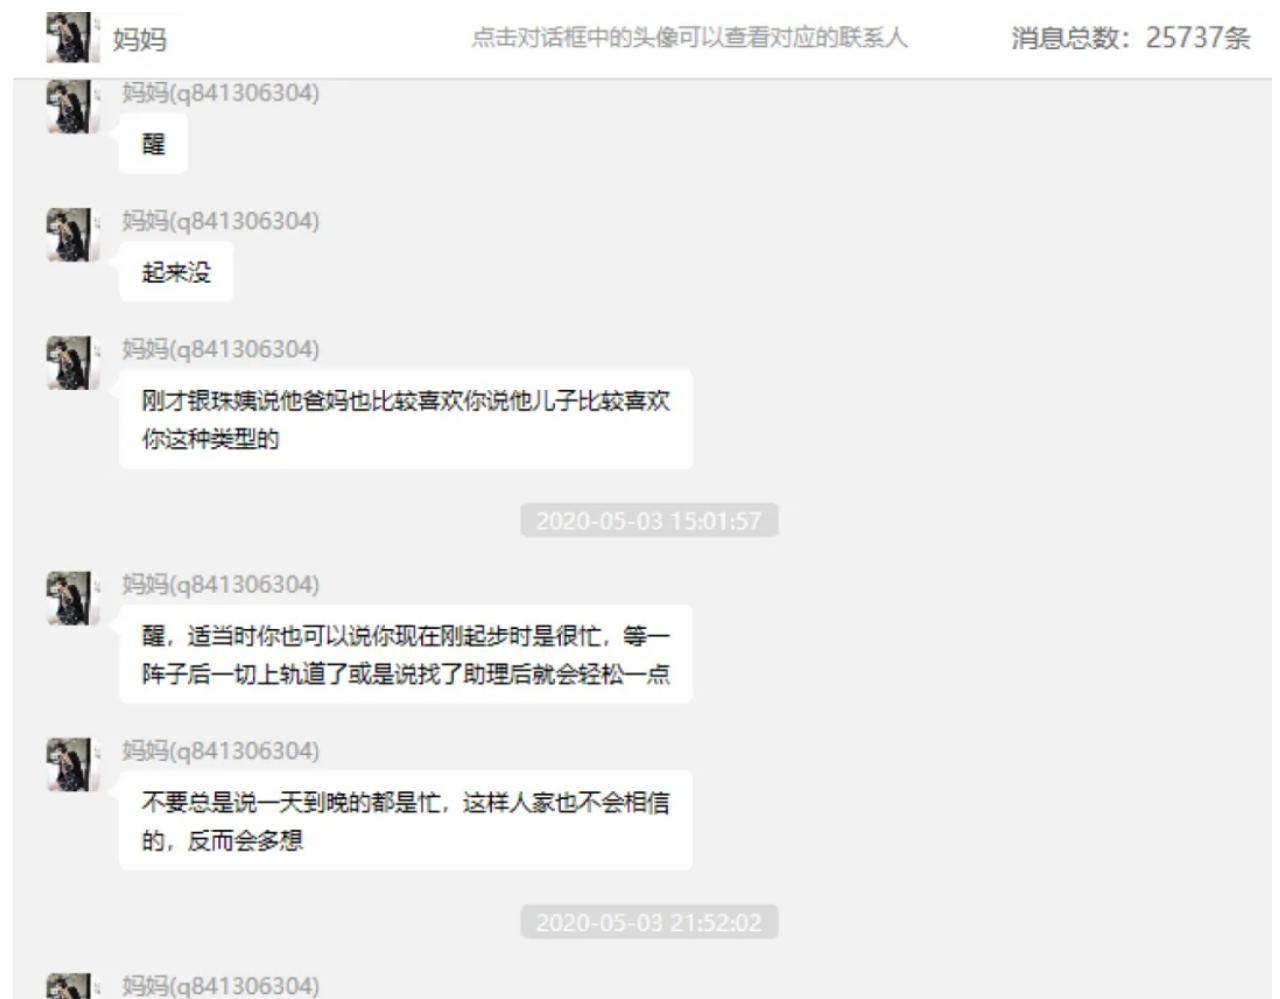 妈妈
点击对话框中的头像可以查看对应的联系人
消息总数：25737条
妈妈(q841306304)
醒
妈妈(q841306304)
起来没
妈妈(q841306304)
刚才银珠姨说他爸妈也比较喜欢你说他儿子比较喜欢
你这种类型的
2020-05-03 15:01:57
妈妈(q841306304)
醒，适当时你也可以说你现在刚起步时是很忙，等一
阵子后一切上轨道了或是说找了助理后就会轻松一点
妈妈(q841306304)
不要总是说一天到晚的都是忙，这样人家也不会相信
的，反而会多想
2020-05-03 21:52:02
妈妈(q841306304)